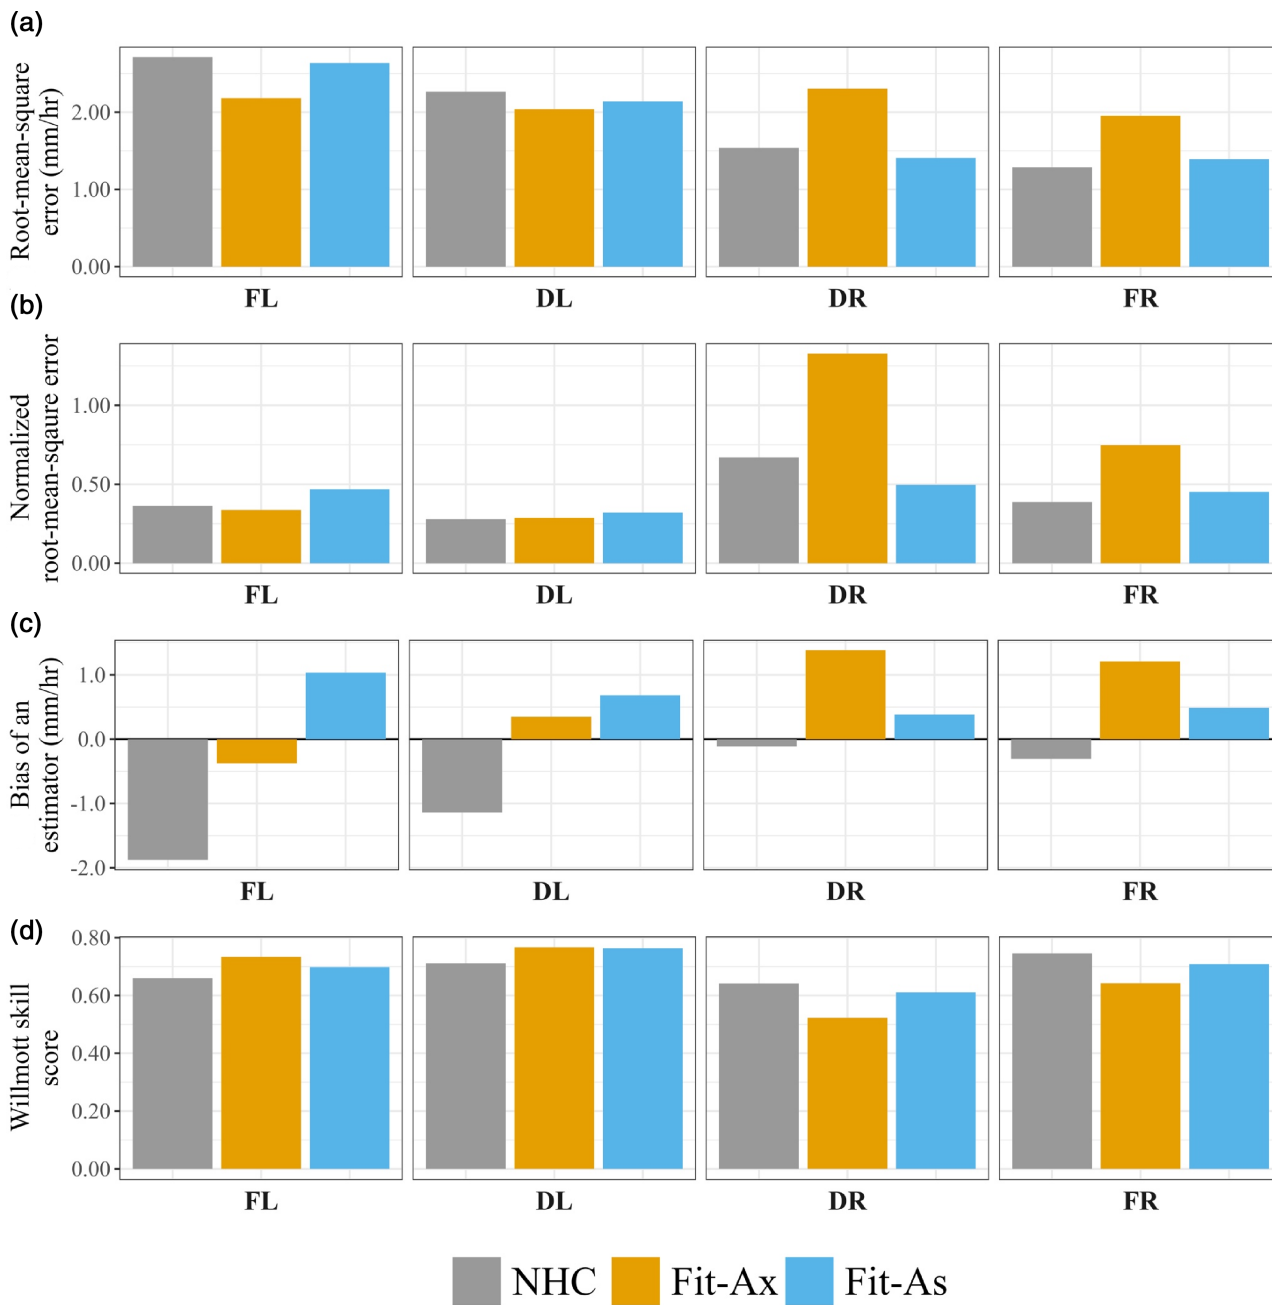 (a)
Root-mean-square
error (mm/hr)
2.00
1.00
0.00
FL DL DR FR
(b)
Normalized
root-mean-sqaure error
1.00
0.50
0.00
FL DL DR FR
(c)
Bias of an
estimator (mm/hr)
1.0
0.0
-1.0
-2.0
FL DL DR FR
(d)
Willmott skill
score
0.80
0.60
0.40
0.20
0.00
FL DL DR FR
NHC Fit-Ax Fit-As